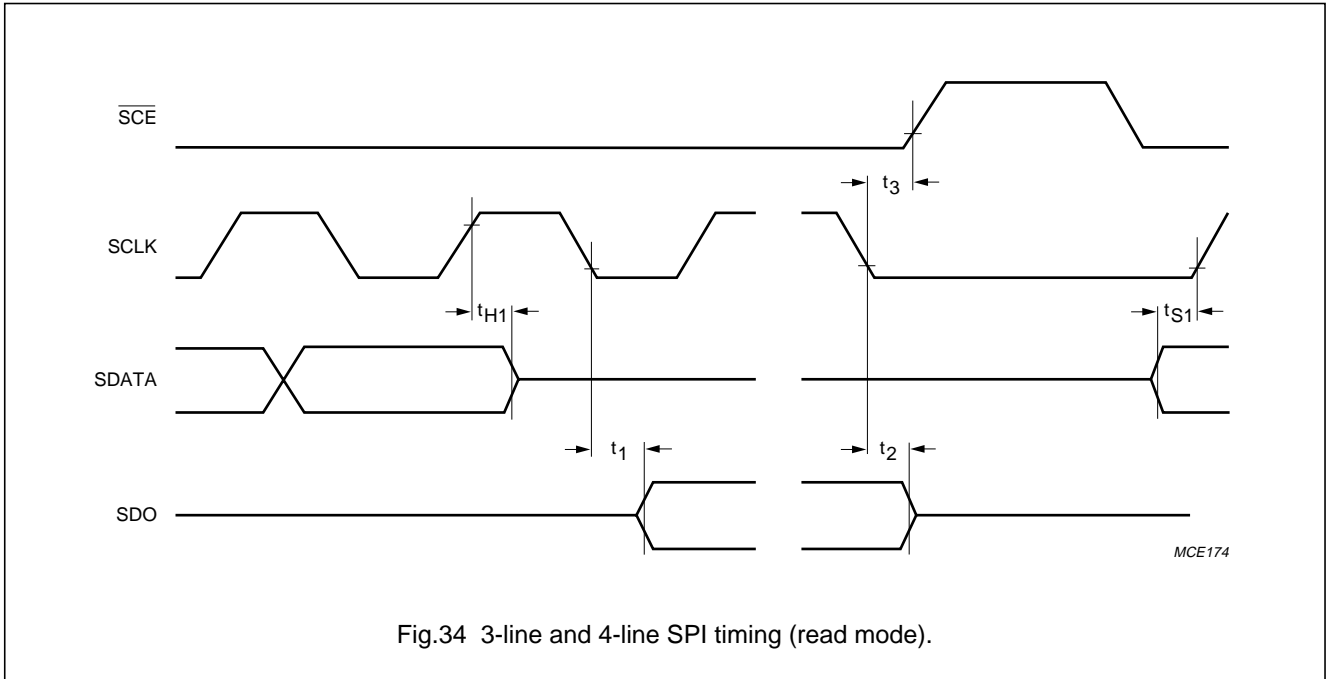 SCE
t3
SCLK
tH1
tS1
SDATA
t1
t2
SDO
MCE174
Fig.34 3-line and 4-line SPI timing (read mode).